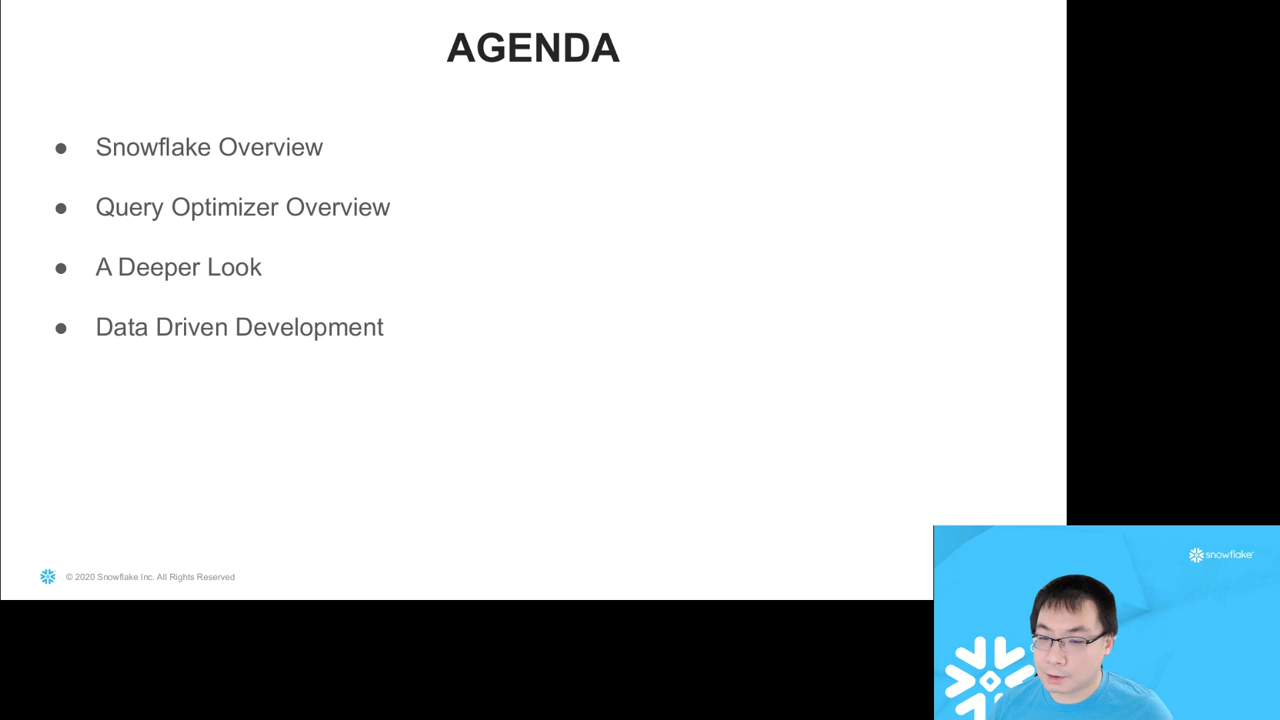 AGENDA
● Snowflake Overview
● Query Optimizer Overview
● A Deeper Look
● Data Driven Development
© 2020 Snowflake Inc. All Rights Reserved
snowflake